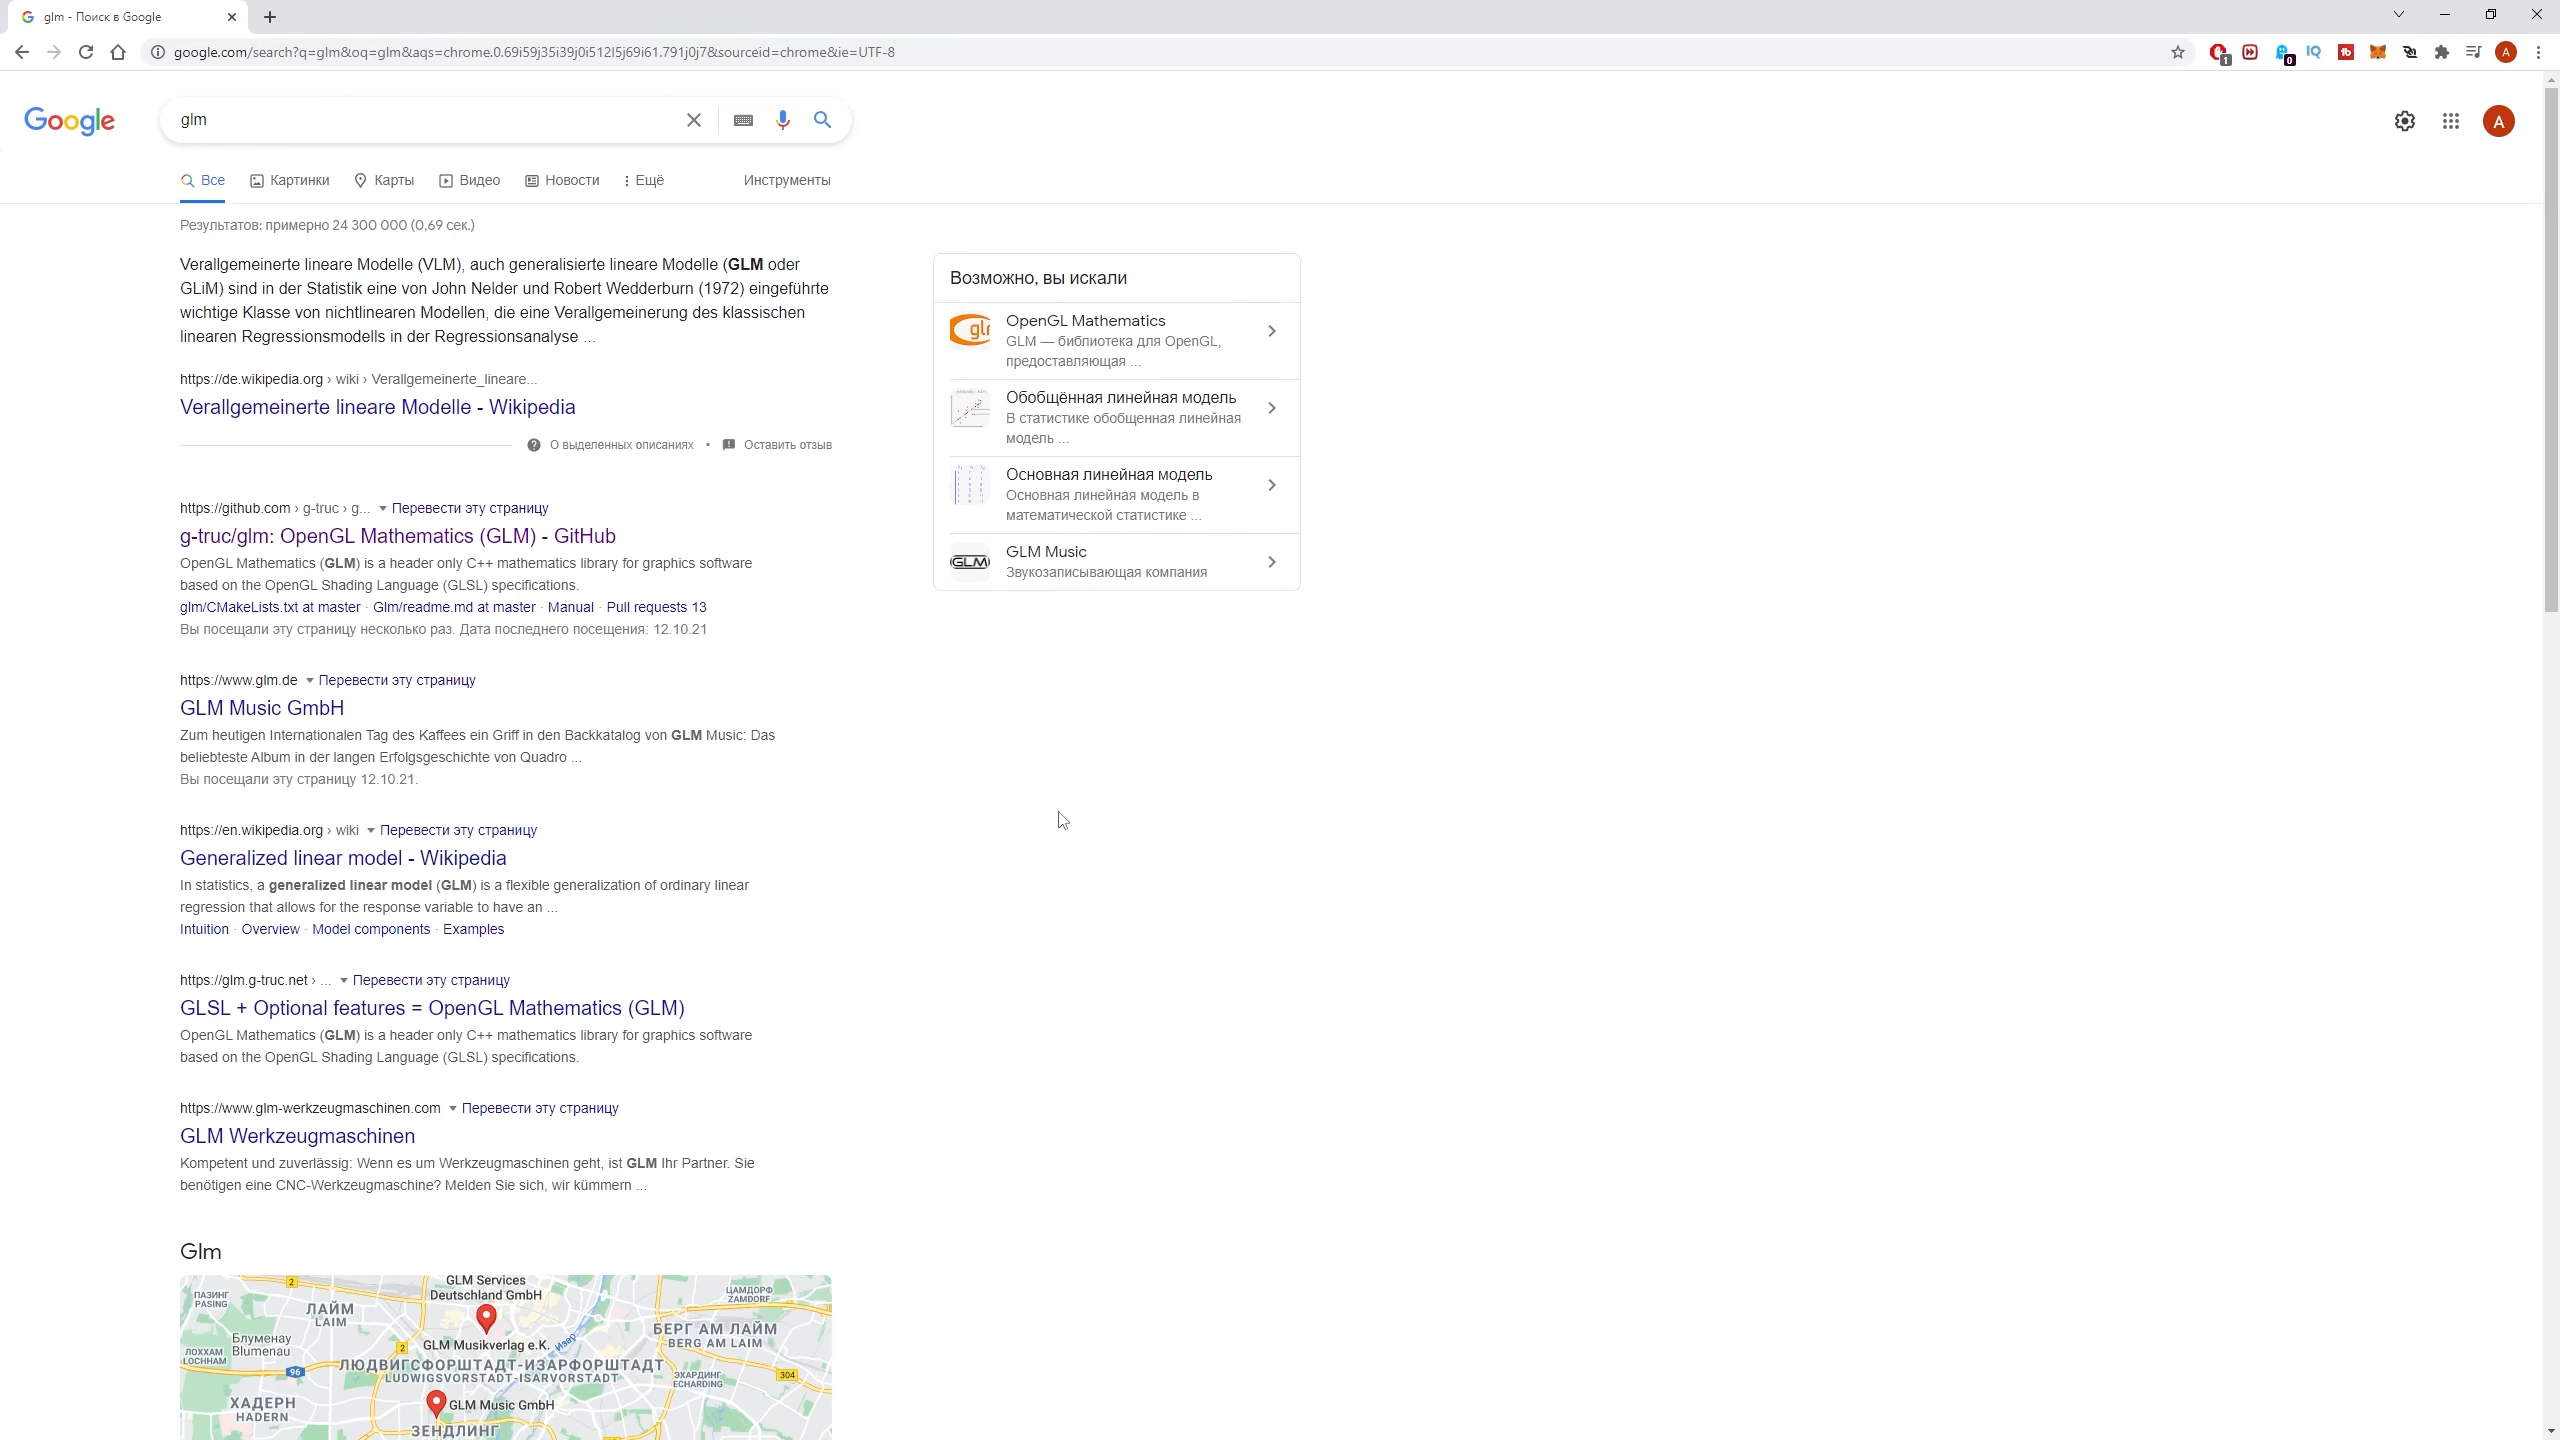 glm - Поиск в Google
google.com/search?q=glm&oq=glm&aqs=chrome.0.69i59j35i39j0i512l5j69i61.791j0j7&sourceid=chrome&ie=UTF-8
1
0
IQ
A
Google
glm
A
Все
Картинки
Карты
Видео
Новости
Ещё
Инструменты
Результатов: примерно 24 300 000 (0,69 сек.)
Verallgemeinerte lineare Modelle (VLM), auch generalisierte lineare Modelle (GLM oder
GLiM) sind in der Statistik eine von John Nelder und Robert Wedderburn (1972) eingeführte
wichtige Klasse von nichtlinearen Modellen, die eine Verallgemeinerung des klassischen
linearen Regressionsmodells in der Regressionsanalyse ...
https://de.wikipedia.org › wiki › Verallgemeinerte_lineare...
Verallgemeinerte lineare Modelle - Wikipedia
О выделенных описаниях • Оставить отзыв
https://github.com › g-truc › g... Перевести эту страницу
g-truc/glm: OpenGL Mathematics (GLM) - GitHub
OpenGL Mathematics (GLM) is a header only C++ mathematics library for graphics software
based on the OpenGL Shading Language (GLSL) specifications.
glm/CMakeLists.txt at master · Glm/readme.md at master · Manual · Pull requests 13
Вы посещали эту страницу несколько раз. Дата последнего посещения: 12.10.21
https://www.glm.de Перевести эту страницу
GLM Music GmbH
Zum heutigen Internationalen Tag des Kaffees ein Griff in den Backkatalog von GLM Music: Das
beliebteste Album in der langen Erfolgsgeschichte von Quadro ...
Вы посещали эту страницу 12.10.21.
https://en.wikipedia.org › wiki Перевести эту страницу
Generalized linear model - Wikipedia
In statistics, a generalized linear model (GLM) is a flexible generalization of ordinary linear
regression that allows for the response variable to have an ...
Intuition · Overview · Model components · Examples
https://glm.g-truc.net › ... Перевести эту страницу
GLSL + Optional features = OpenGL Mathematics (GLM)
OpenGL Mathematics (GLM) is a header only C++ mathematics library for graphics software
based on the OpenGL Shading Language (GLSL) specifications.
https://www.glm-werkzeugmaschinen.com Перевести эту страницу
GLM Werkzeugmaschinen
Kompetent und zuverlässig: Wenn es um Werkzeugmaschinen geht, ist GLM Ihr Partner. Sie
benötigen eine CNC-Werkzeugmaschine? Melden Sie sich, wir kümmern ...
Glm
GLM Services
Deutschland GmbH
2
ПАЗИНГ
PASING
ЛАЙМ
LAIM
ЦАМДОРФ
ZAMDORF
Блуменау
Blumenau
2
GLM Musikverlag e.K.
Изар
БЕРГ АМ ЛАЙМ
BERG AM LAIM
ЛОХХАМ
LOCHHAM
96
ЛЮДВИГСФОРШТАДТ-ИЗАРФОРШТАДТ
LUDWIGSVORSTADT-ISARVORSTADT
ЭХАРДИНГ
ECHARDING
304
ХАДЕРН
HADERN
GLM Music GmbH
ЗЕНДЛИНГ
Возможно, вы искали
OpenGL Mathematics
GLM — библиотека для OpenGL,
предоставляющая ...
Обобщённая линейная модель
В статистике обобщенная линейная
модель ...
Основная линейная модель
Основная линейная модель в
математической статистике ...
GLM
GLM Music
Звукозаписывающая компания